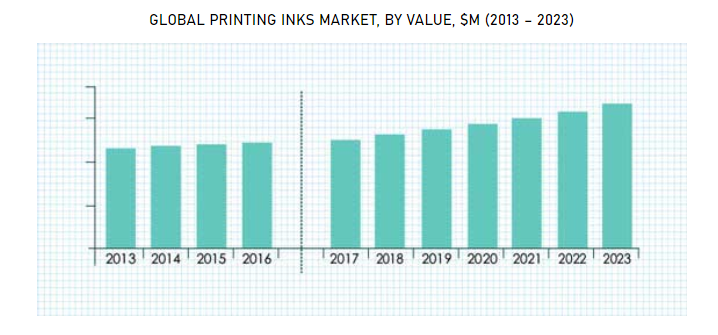 GLOBAL PRINTING INKS MARKET, BY VALUE, $M (2013 – 2023)
2013 2014 2015 2016 2017 2018 2019 2020 2021 2022 2023